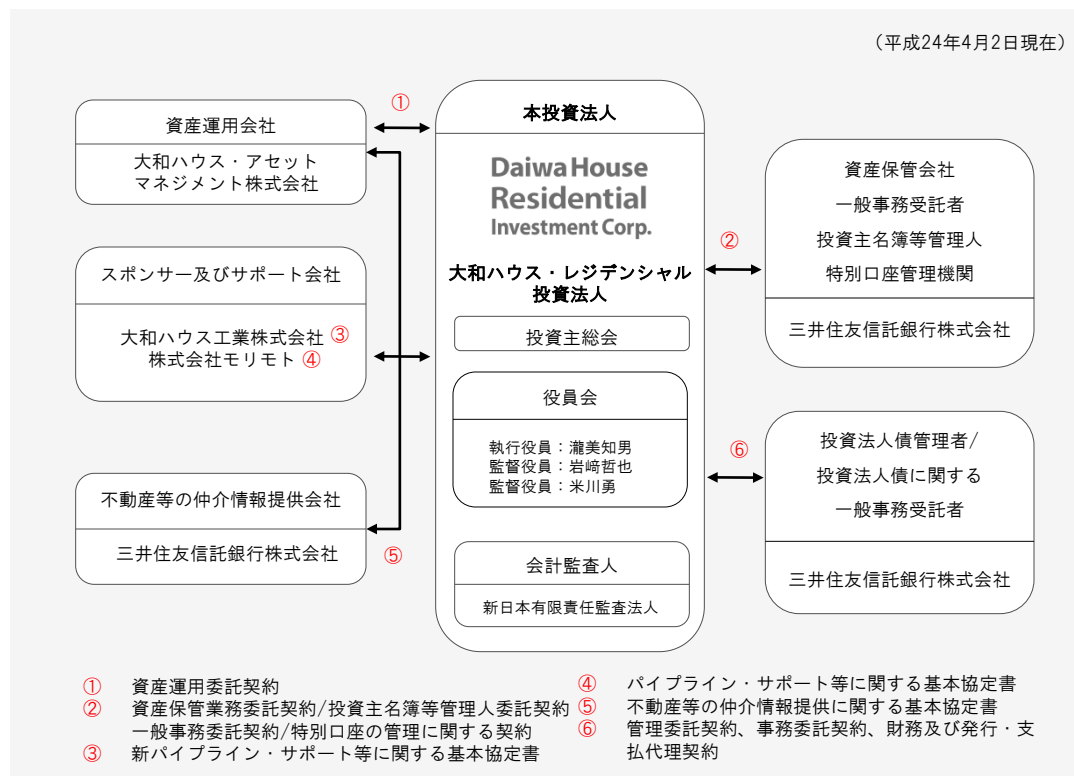 （平成24年4月2日現在）
①
資産運用会社
大和ハウス・アセット
マネジメント株式会社
スポンサー及びサポート会社
大和ハウス工業株式会社 ③
株式会社モリモト ④
不動産等の仲介情報提供会社
三井住友信託銀行株式会社
⑤
本投資法人
Daiwa House
Residential
Investment Corp.
大和ハウス・レジデンシャル
投資法人
投資主総会
役員会
執行役員：瀧美知男
監督役員：岩﨑哲也
監督役員：米川勇
会計監査人
新日本有限責任監査法人
②
資産保管会社
一般事務受託者
投資主名簿等管理人
特別口座管理機関
三井住友信託銀行株式会社
⑥
投資法人債管理者/
投資法人債に関する
一般事務受託者
三井住友信託銀行株式会社
① 資産運用委託契約
② 資産保管業務委託契約/投資主名簿等管理人委託契約
一般事務委託契約/特別口座の管理に関する契約
③ 新パイプライン・サポート等に関する基本協定書
④ パイプライン・サポート等に関する基本協定書
⑤ 不動産等の仲介情報提供に関する基本協定書
⑥ 管理委託契約、事務委託契約、財務及び発行・支
払代理契約